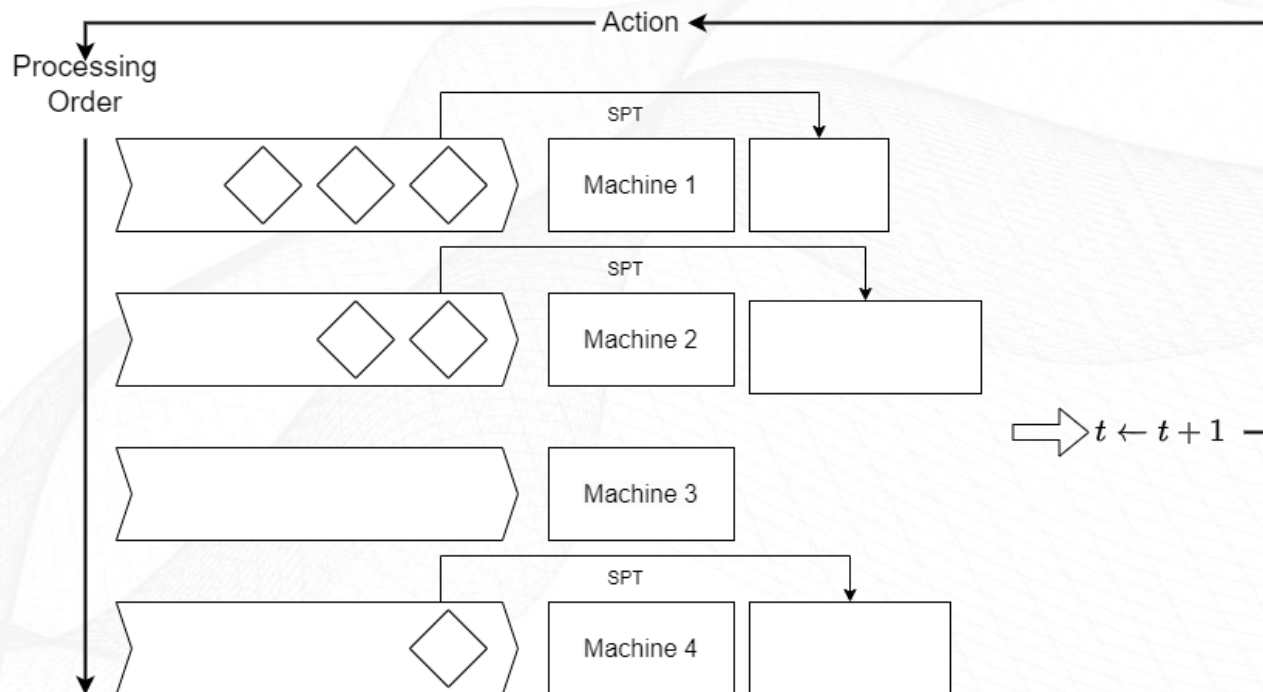 Action
Processing
Order
SPT
Machine 1
SPT
Machine 2
t ← t + 1
Machine 3
SPT
Machine 4